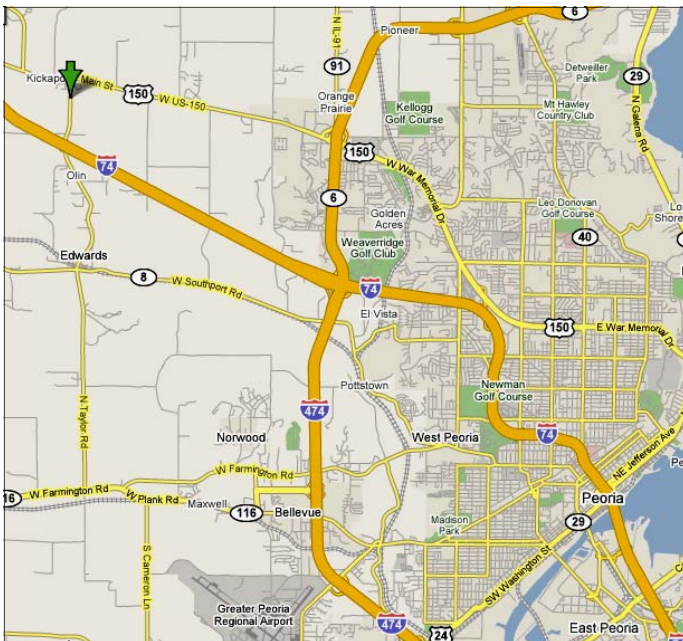 6
Pioneer
N IL-91
91
29
Detweiller
Park
Main St
150
W US-150
Orange
Prairie
Kellogg
Golf Course
Mt Hawley
Country Club
N Galena Rd
150
W War Memorial Dr
74
Olin
6
Golden
Acres
Leo Donovan
Golf Course
40
Edwards
Weaverridge
Golf Club
8
W Southport Rd
74
El Vista
150
E War Memorial Dr
Pottstown
Newman
Golf Course
N Taylor Rd
474
Norwood
West Peoria
74
NE Jefferson Ave
W Farmington Rd
W Farmington Rd
W Plank Rd
Maxwell
116
Bellevue
Peoria
29
Madison
Park
S Cameron Ln
SW Washington St
Greater Peoria
Regional Airport
474
24
East Peoria